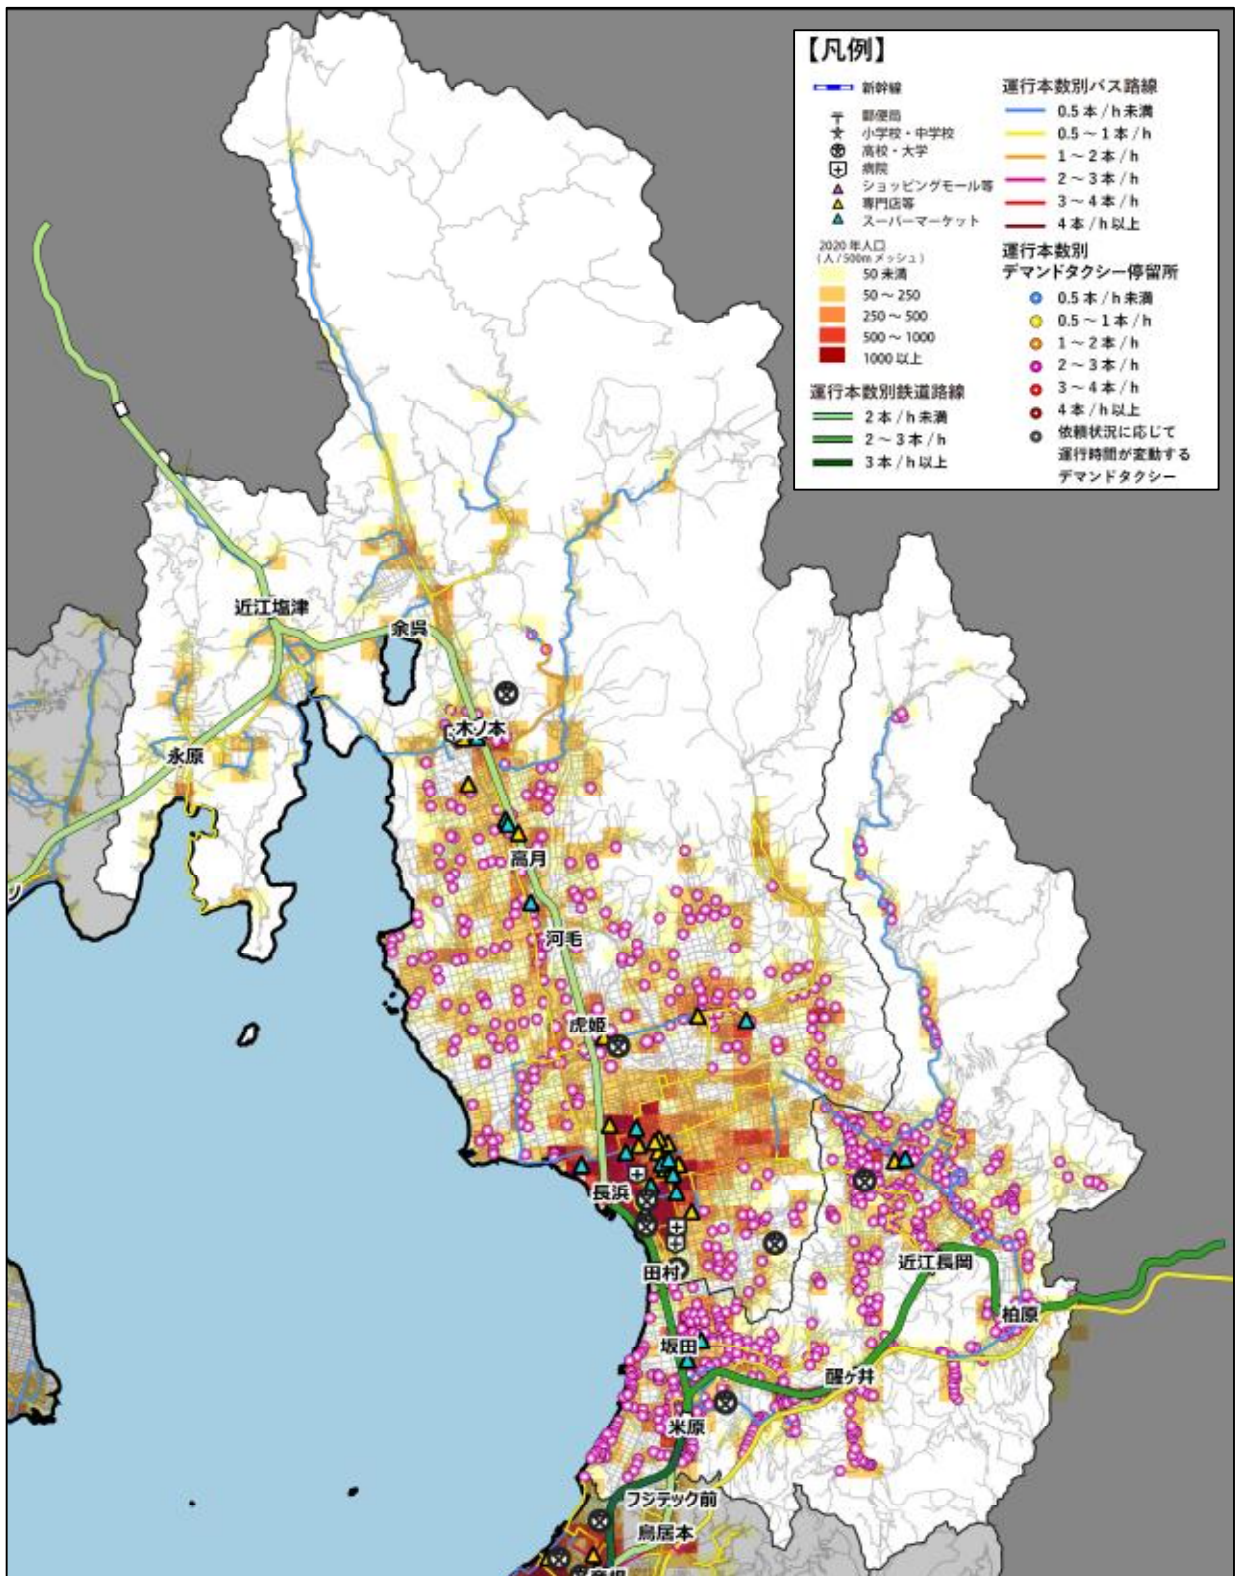 【凡例】
新幹線
郵便局
小学校・中学校
高校・大学
病院
ショッピングモール等
専門店等
スーパーマーケット
2020年人口
(人/500mメッシュ)
50未満
50～250
250～500
500～1000
1000以上
運行本数別鉄道路線
2本/h未満
2～3本/h
3本/h以上
運行本数別バス路線
0.5本/h未満
0.5～1本/h
1～2本/h
2～3本/h
3～4本/h
4本/h以上
運行本数別
デマンドタクシー停留所
0.5本/h未満
0.5～1本/h
1～2本/h
2～3本/h
3～4本/h
4本/h以上
依頼状況に応じて
運行時間が変動する
デマンドタクシー
近江塩津
余呉
木ノ本
永原
高月
河毛
虎姫
長浜
田村
近江長岡
柏原
坂田
醒ヶ井
米原
フジテック前
鳥居本